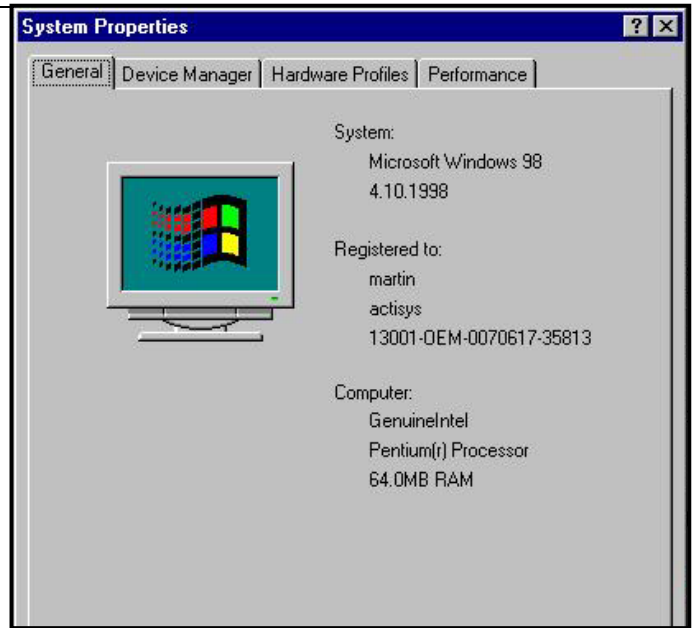 System Properties
General Device Manager Hardware Profiles Performance
System:
Microsoft Windows 98
4.10.1998
Registered to:
martin
actisys
13001-OEM-0070617-35813
Computer:
GenuineIntel
Pentium(r) Processor
64.0MB RAM